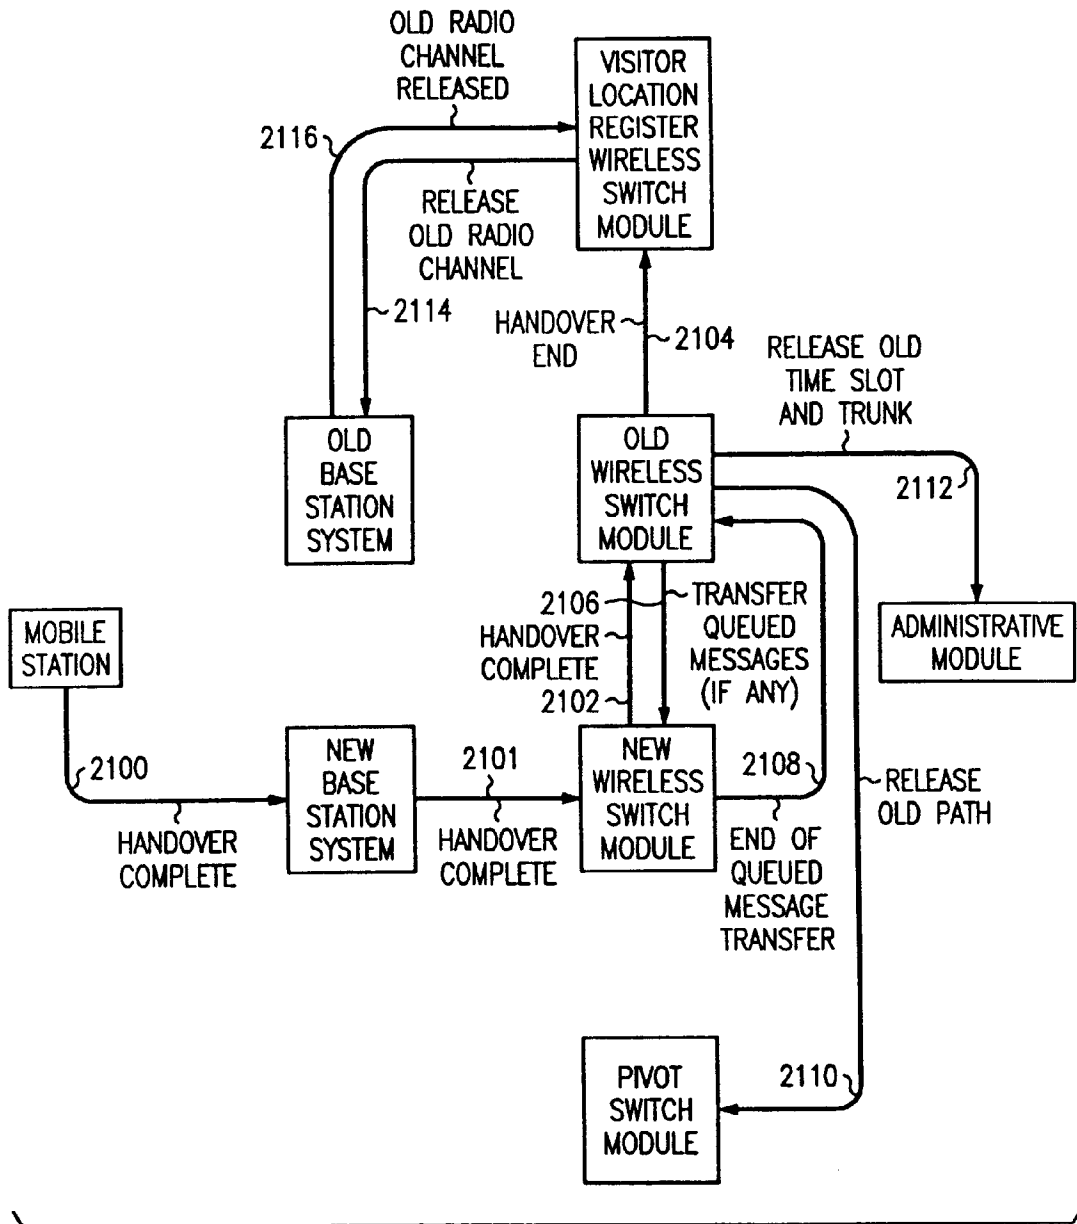 OLD RADIO
CHANNEL
RELEASED
VISITOR
LOCATION
REGISTER
WIRELESS
SWITCH
MODULE
2116
RELEASE
OLD RADIO
CHANNEL
2114
HANDOVER
END
2104
RELEASE OLD
TIME SLOT
AND TRUNK
2112
OLD
BASE
STATION
SYSTEM
OLD
WIRELESS
SWITCH
MODULE
MOBILE
STATION
2106
TRANSFER
QUEUED
MESSAGES
(IF ANY)
HANDOVER
COMPLETE
2102
ADMINISTRATIVE
MODULE
2100
HANDOVER
COMPLETE
NEW
BASE
STATION
SYSTEM
2101
HANDOVER
COMPLETE
NEW
WIRELESS
SWITCH
MODULE
2108
END OF
QUEUED
MESSAGE
TRANSFER
RELEASE
OLD PATH
PIVOT
SWITCH
MODULE
2110